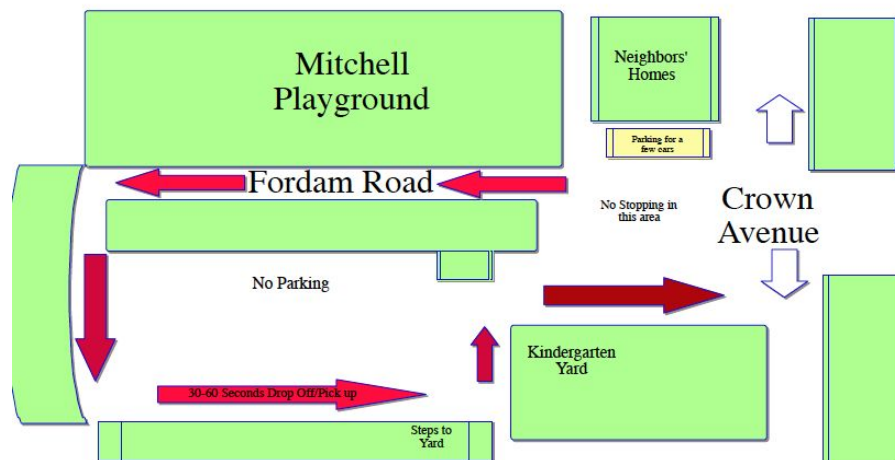 Mitchell
Playground
Neighbors'
Homes
Parking for a
few cars
Fordam Road
No Stopping in
this area
Crown
Avenue
No Parking
Kindergarten
Yard
30-60 Seconds Drop Off/Pick up
Steps to
Yard